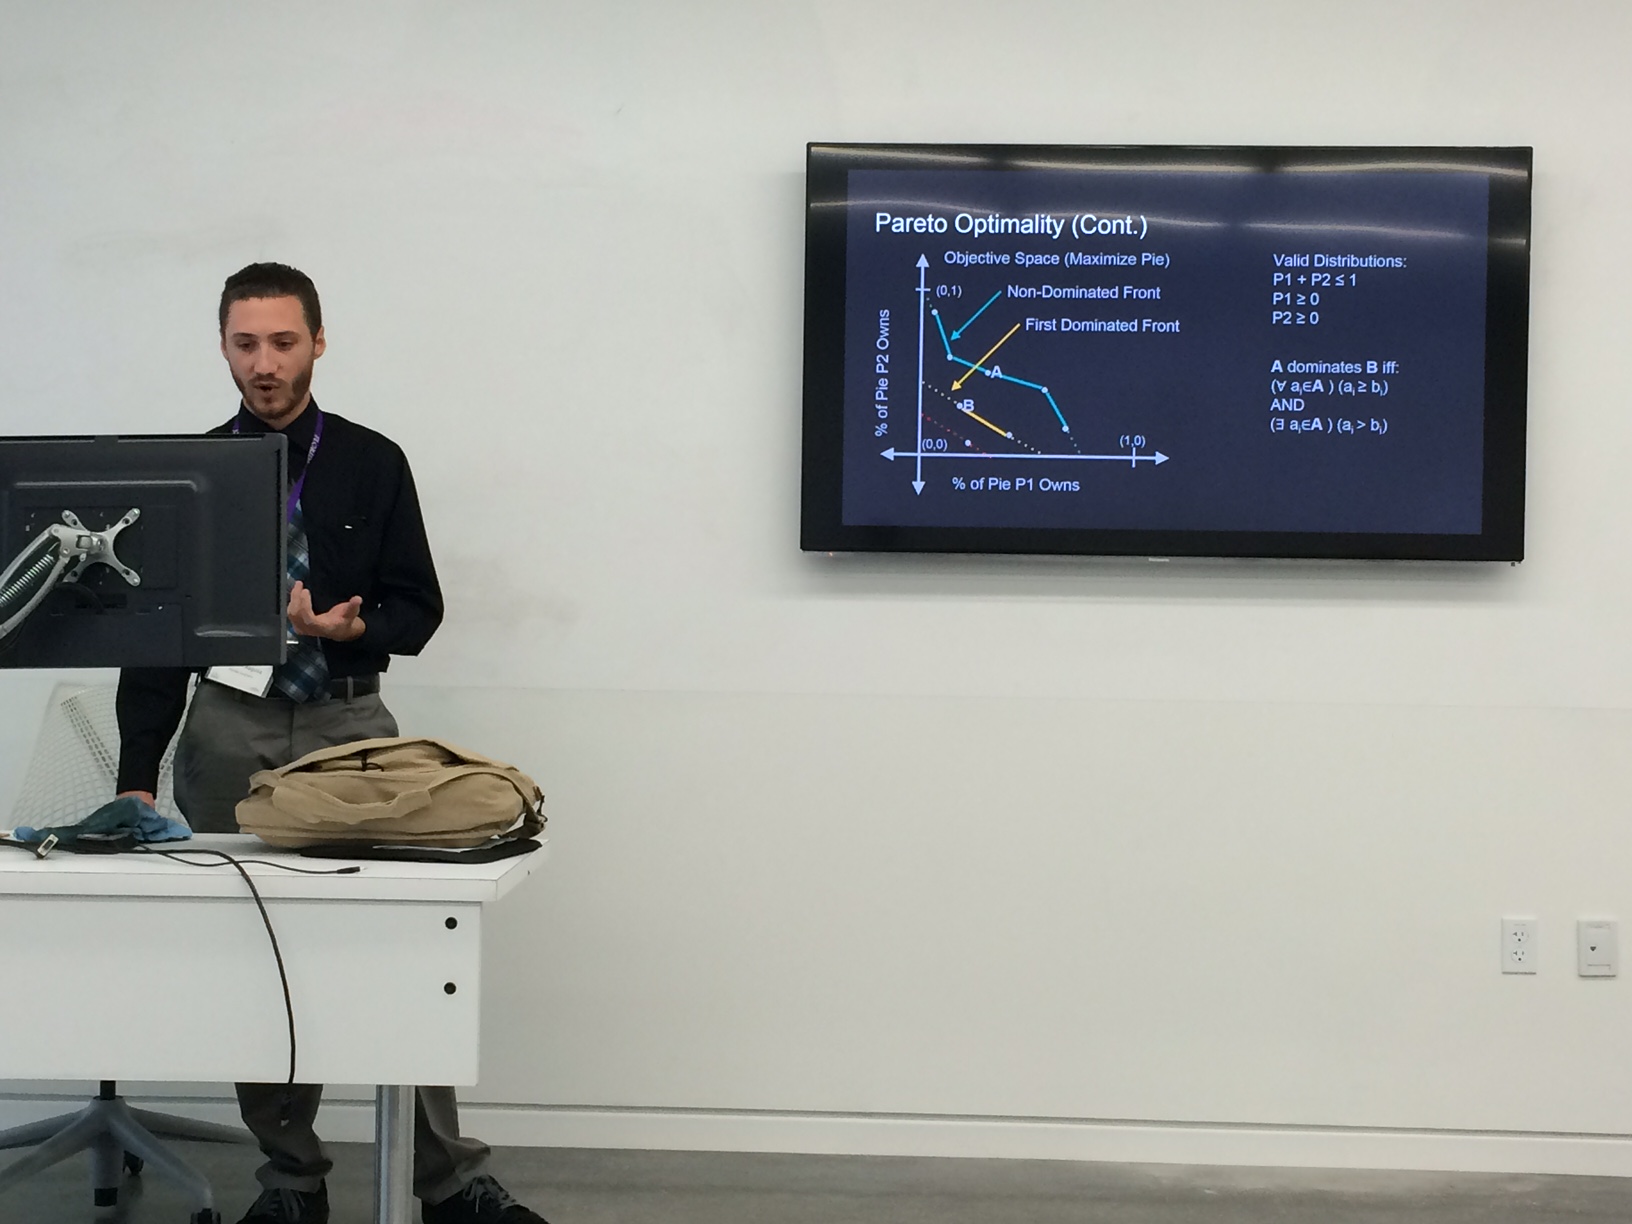 Pareto Optimality (Cont.)
Objective Space (Maximize Pie)
(0,1)
Non-Dominated Front
First Dominated Front
% of Pie P2 Owns
A
B
(0,0)
(1,0)
% of Pie P1 Owns
Valid Distributions:
P1 + P2 ≤ 1
P1 ≥ 0
P2 ≥ 0
A dominates B iff:
(∀ aᵢ∈A ) (aᵢ ≥ bᵢ)
AND
(∃ aᵢ∈A ) (aᵢ > bᵢ)